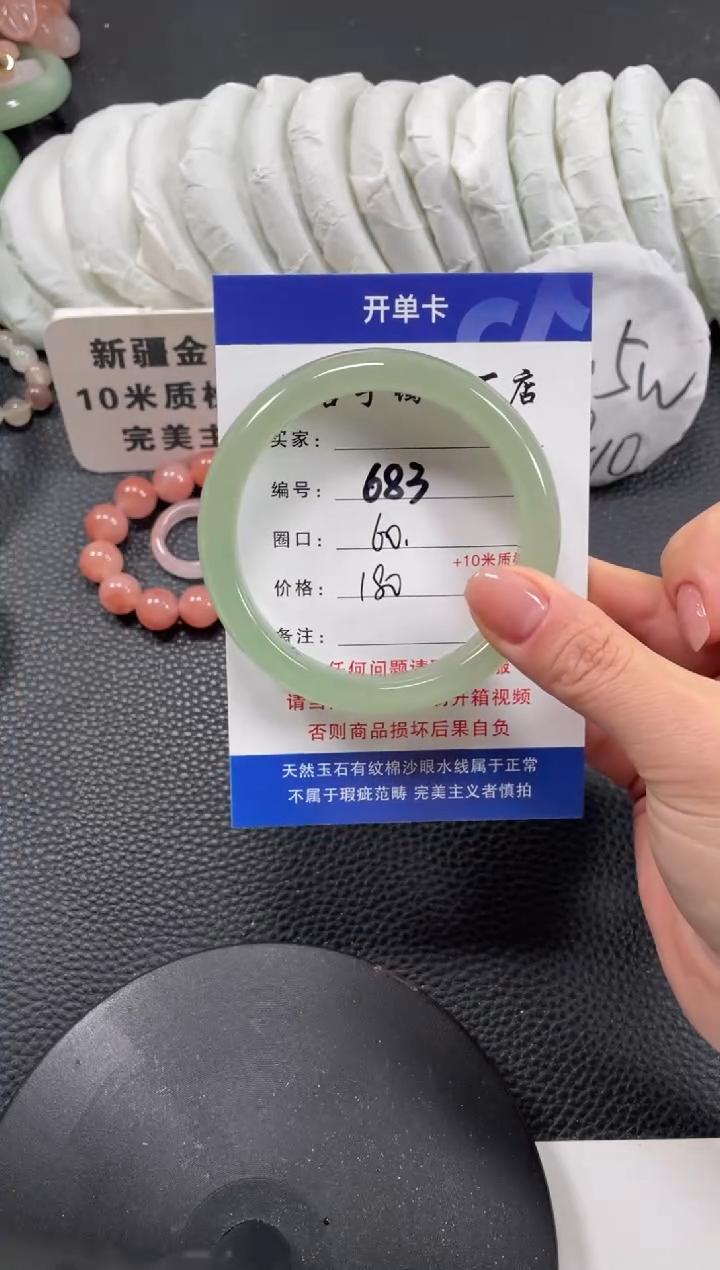 开单卡
店
买家：
编号： 683
圈口： 60.
+10米质
价格： 180
备注：
任何问题请
请 开箱视频
否则商品损坏后果自负
天然玉石有纹棉沙眼水线属于正常
不属于瑕疵范畴 完美主义者慎拍
新疆金
10米质
完美主
.5w